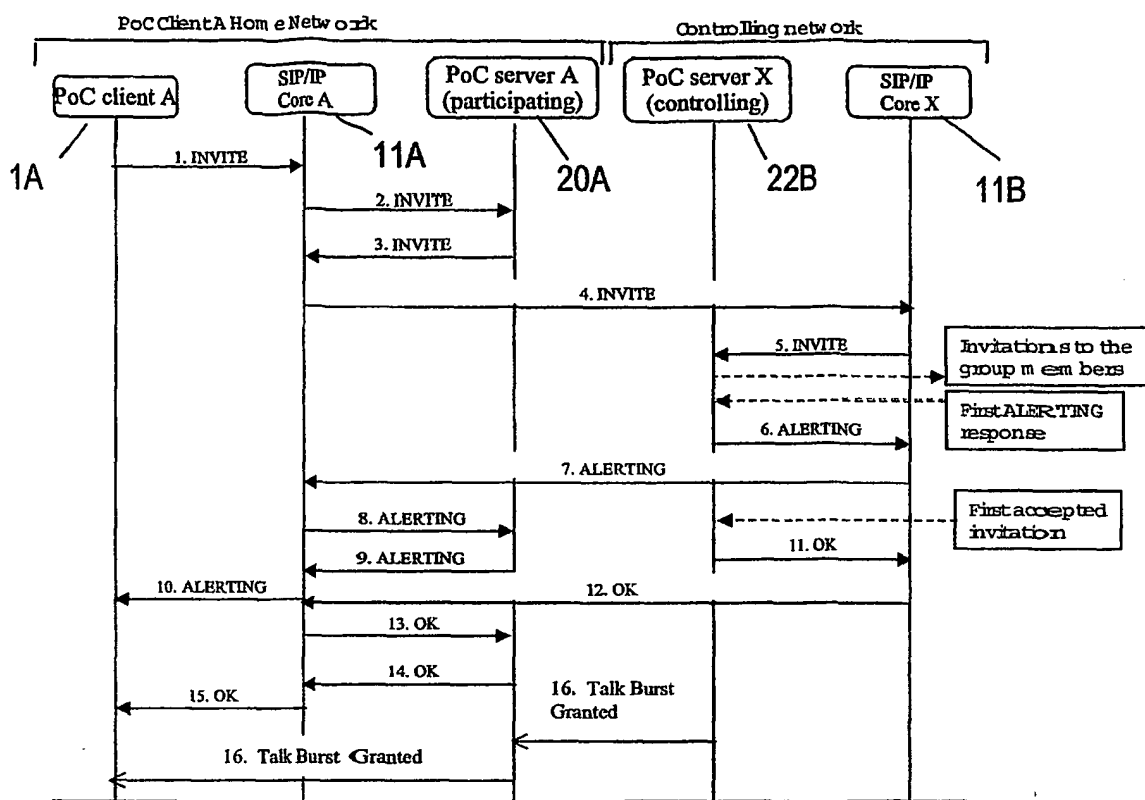 PoC Client A Home Network
Controlling network
PoC client A
SIP/IP
Core A
PoC server A
(participating)
PoC server X
(controlling)
SIP/IP
Core X
1A
11A
20A
22B
11B
1. INVITE
2. INVITE
3. INVITE
4. INVITE
5. INVITE
Invitations to the
group members
First ALERTING
response
6. ALERTING
7. ALERTING
8. ALERTING
First accepted
invitation
9. ALERTING
11. OK
10. ALERTING
12. OK
13. OK
14. OK
15. OK
16. Talk Burst
Granted
16. Talk Burst Granted